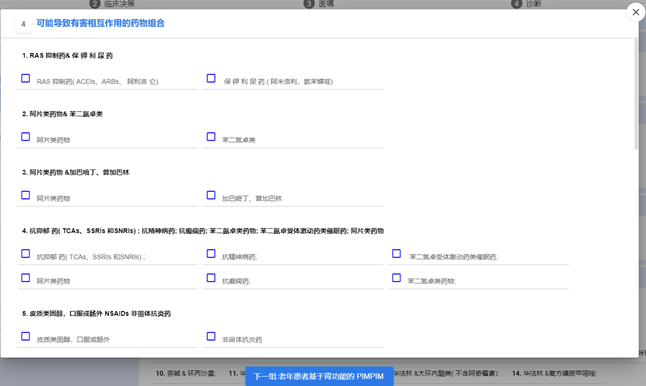 2 临床决策 3 医嘱 4 诊断
4 可能导致有害相互作用的药物组合
1. RAS 抑制药& 保 钾 利 尿 药
RAS 抑制药( ACEIs、ARBs、 阿利吉 仑) 保 钾 利 尿 药 ( 阿米洛利，氨苯蝶啶)
2. 阿片类药物& 苯二氮卓类
阿片类药物 苯二氮卓类
3. 阿片类药物 &加巴喷丁、普加巴林
阿片类药物 加巴喷丁、普加巴林
4. 抗抑郁 药( TCAs、SSRIs 和SNRIs) ; 抗精神病药; 抗癫痫药; 苯二氮卓类药物; 苯二氮卓受体激动药类催眠药; 阿片类药物
抗抑郁 药( TCAs、SSRIs 和SNRIs) ; 抗精神病药; 苯二氮卓受体激动药类催眠药;
阿片类药物 抗癫痫药; 苯二氮卓类药物;
5. 皮质类固醇，口服或肠外 NSAIDs 非甾体抗炎药
皮质类固醇，口服或肠外 非甾体抗炎药
10. 茶碱 & 环丙沙星; 11. 华法林 &大环内酯类( 不含阿奇霉素); 14. 华法林 &复方磺胺甲噁唑;
下一组:老年患者基于肾功能的 PIMPIM